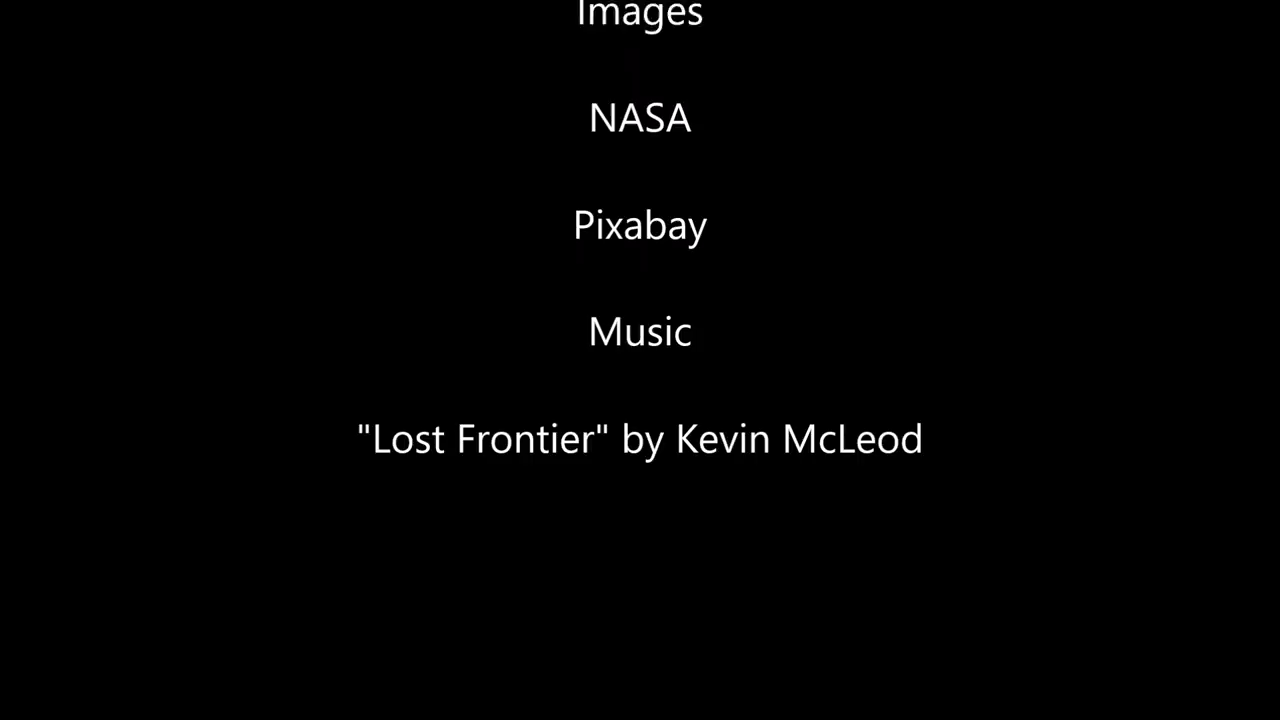 Images
NASA
Pixabay
Music
"Lost Frontier" by Kevin McLeod